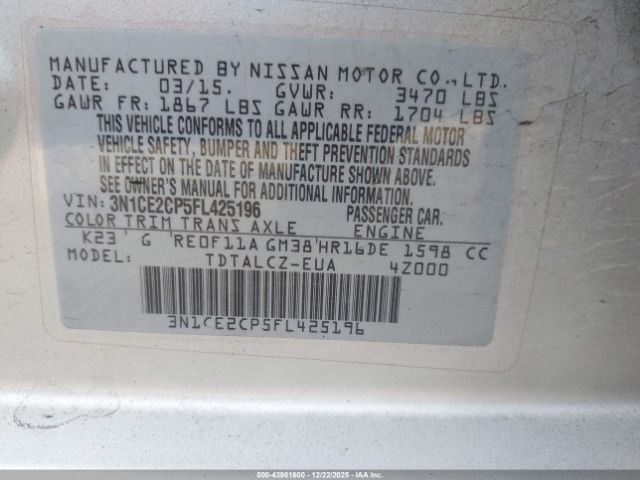 MANUFACTURED BY NISSAN MOTOR CO., LTD.
DATE: 03/15. GVWR: 3470 LBS
GAWR FR: 1867 LBS GAWR RR: 1704 LBS
THIS VEHICLE CONFORMS TO ALL APPLICABLE FEDERAL MOTOR
VEHICLE SAFETY, BUMPER AND THEFT PREVENTION STANDARDS
IN EFFECT ON THE DATE OF MANUFACTURE SHOWN ABOVE.
SEE OWNER'S MANUAL FOR ADDITIONAL INFORMATION.
VIN: 3N1CE2CP5FL425196 PASSENGER CAR.
COLOR TRIM TRANS AXLE ENGINE
K23 G RE0F11A GM38 HR16DE 1598 CC
MODEL: TDTALCZ-EUA 4Z000
3N1CE2CP5FL425196
000-43981600 - 12/22/2025 - IAAI.com